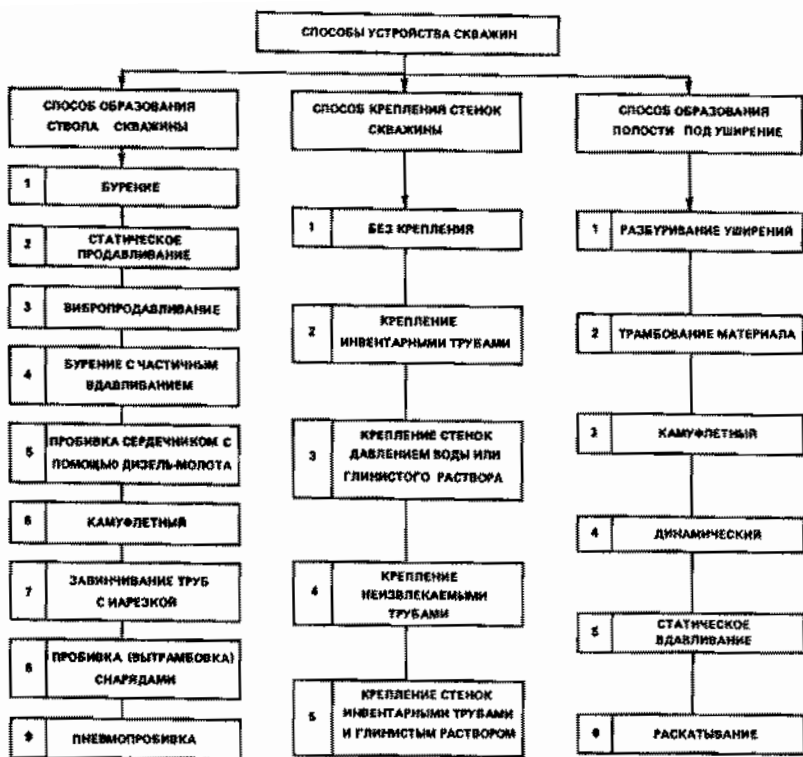 СПОСОБЫ УСТРОЙСТВА СКВАЖИН
СПОСОБ ОБРАЗОВАНИЯ
СТВОЛА СКВАЖИНЫ
1 БУРЕНИЕ
2 СТАТИЧЕСКОЕ
ПРОДАВЛИВАНИЕ
3 ВИБРОПРОДАВЛИВАНИЕ
4 БУРЕНИЕ С ЧАСТИЧНЫМ
ВДАВЛИВАНИЕМ
5 ПРОБИВКА СЕРДЕЧНИКОМ С
ПОМОЩЬЮ ДИЗЕЛЬ-МОЛОТА
6 КАМУФЛЕТНЫЙ
7 ЗАВИНЧИВАНИЕ ТРУБ
С НАРЕЗКОЙ
8 ПРОБИВКА (ВЫТРАМБОВКА)
СНАРЯДАМИ
9 ПНЕВМОПРОБИВКА
СПОСОБ КРЕПЛЕНИЯ СТЕНОК
СКВАЖИНЫ
1 БЕЗ КРЕПЛЕНИЯ
2 КРЕПЛЕНИЕ
ИНВЕНТАРНЫМИ ТРУБАМИ
3 КРЕПЛЕНИЕ СТЕНОК
ДАВЛЕНИЕМ ВОДЫ ИЛИ
ГЛИНИСТОГО РАСТВОРА
4 КРЕПЛЕНИЕ
НЕИЗВЛЕКАЕМЫМИ
ТРУБАМИ
5 КРЕПЛЕНИЕ СТЕНОК
ИНВЕНТАРНЫМИ ТРУБАМИ
И ГЛИНИСТЫМ РАСТВОРОМ
СПОСОБ ОБРАЗОВАНИЯ
ПОЛОСТИ ПОД УШИРЕНИЕ
1 РАЗБУРИВАНИЕ УШИРЕНИЙ
2 ТРАМБОВАНИЕ МАТЕРИАЛА
3 КАМУФЛЕТНЫЙ
4 ДИНАМИЧЕСКИЙ
5 СТАТИЧЕСКОЕ
ВДАВЛИВАНИЕ
6 РАСКАТЫВАНИЕ